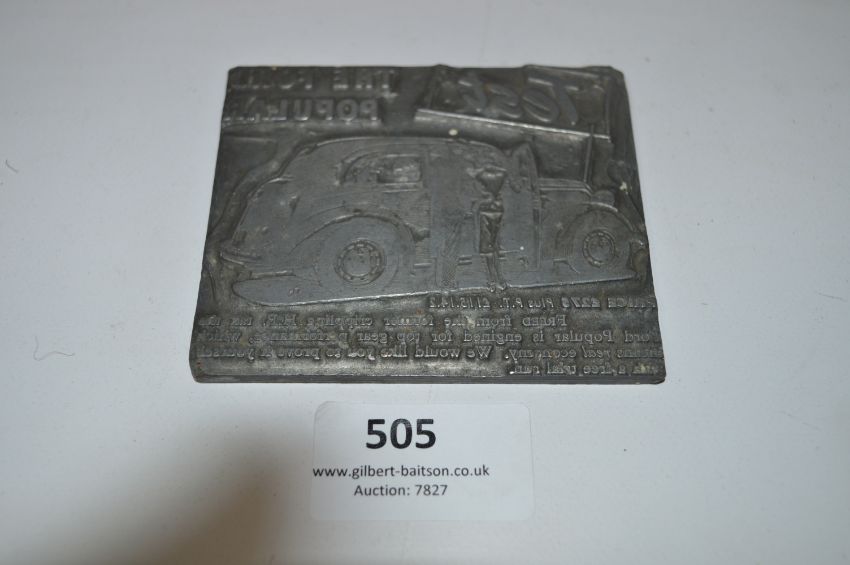 Test
THE FORD
POPULAR
PRICE £275 Plus P.T. £115.14.2
FREED from the former crippling H.P. tax the
Ford Popular is engined for top gear performance, which
means real economy. We would like you to prove it yourself
with a free trial run.
505
www.gilbert-baitson.co.uk
Auction: 7827